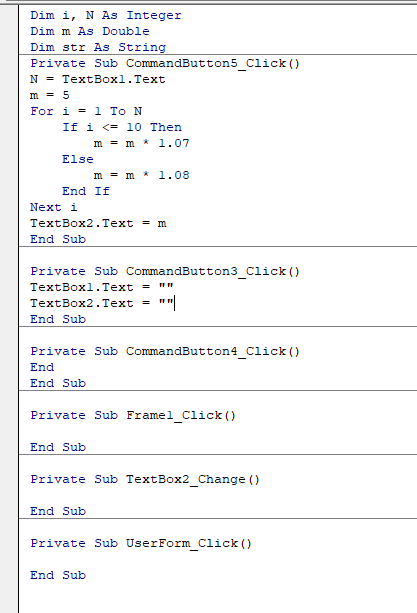 Dim i, N As Integer
Dim m As Double
Dim str As String
Private Sub CommandButton5_Click()
N = TextBox1.Text
m = 5
For i = 1 To N
    If i <= 10 Then
        m = m * 1.07
    Else
        m = m * 1.08
    End If
Next i
TextBox2.Text = m
End Sub

Private Sub CommandButton3_Click()
TextBox1.Text = ""
TextBox2.Text = ""
End Sub

Private Sub CommandButton4_Click()
End
End Sub

Private Sub Frame1_Click()

End Sub

Private Sub TextBox2_Change()

End Sub

Private Sub UserForm_Click()

End Sub